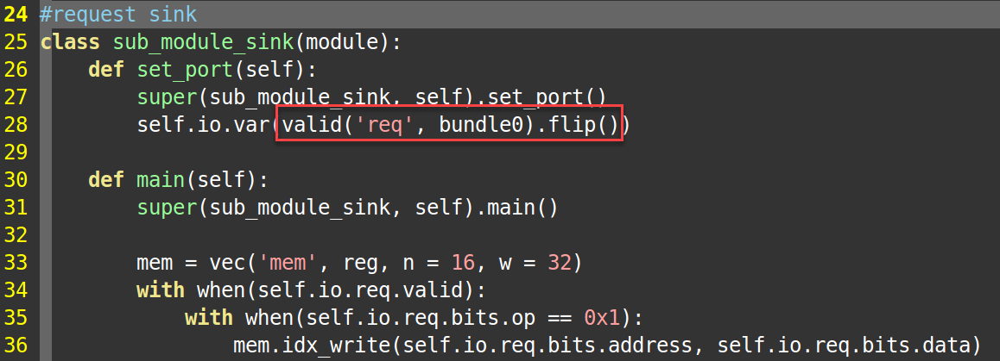 24 #request sink
25 class sub_module_sink(module):
26     def set_port(self):
27         super(sub_module_sink, self).set_port()
28         self.io.var(valid('req', bundle0).flip())
29
30     def main(self):
31         super(sub_module_sink, self).main()
32
33         mem = vec('mem', reg, n = 16, w = 32)
34         with when(self.io.req.valid):
35             with when(self.io.req.bits.op == 0x1):
36                 mem.idx_write(self.io.req.bits.address, self.io.req.bits.data)